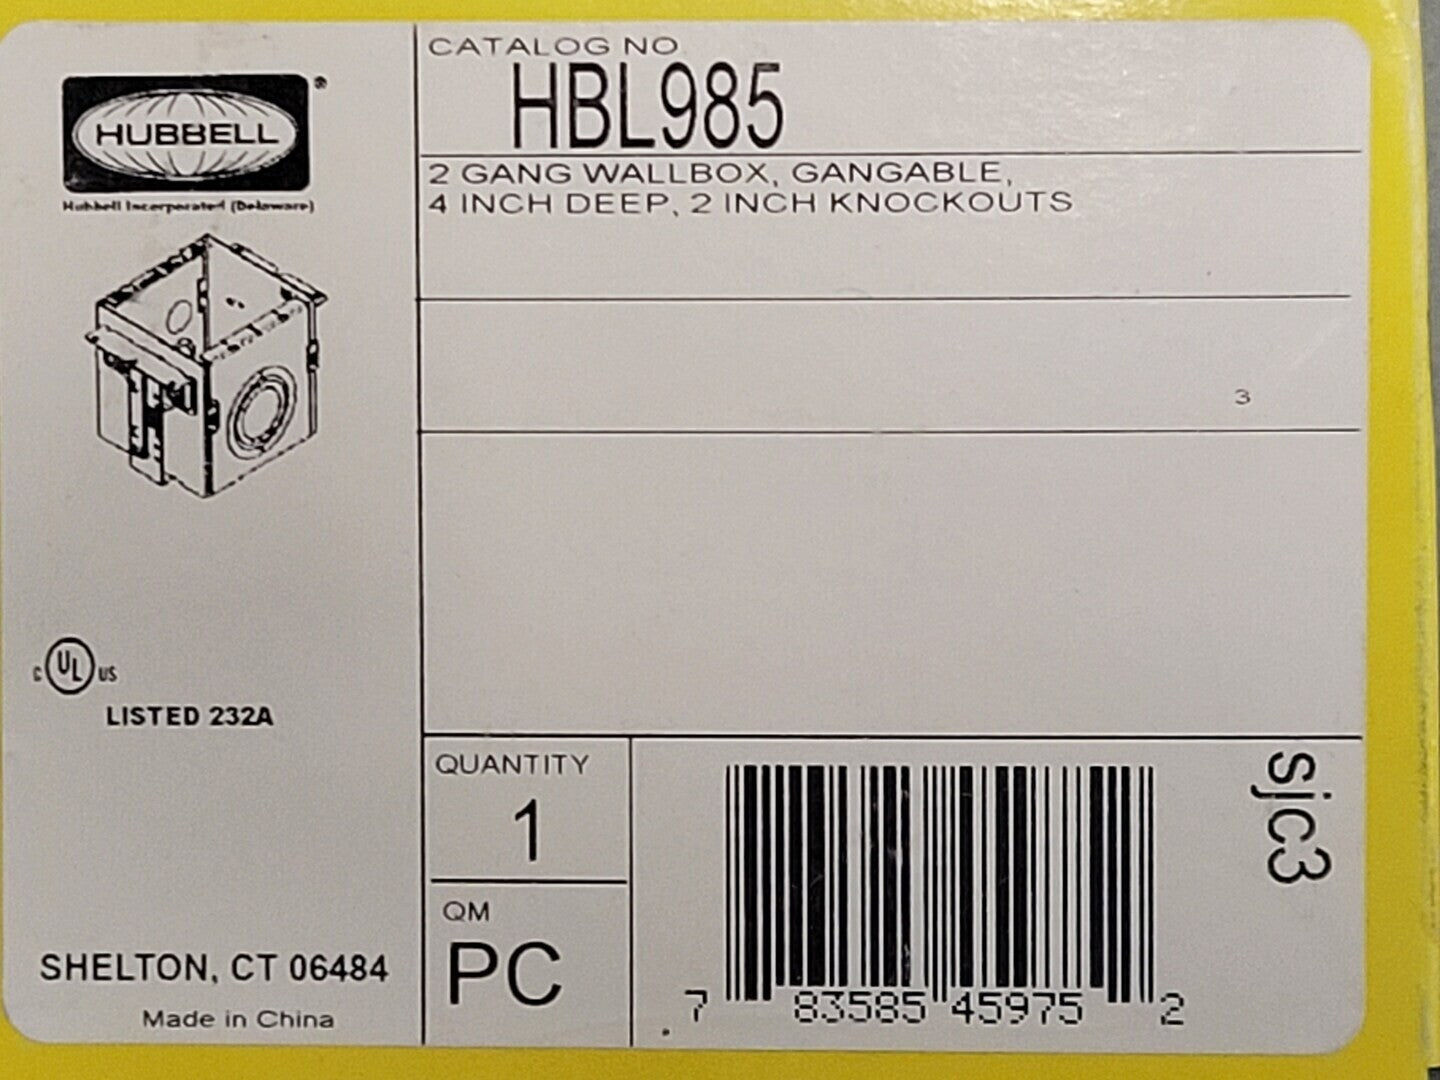 HUBBELL
®
Hubbell Incorporated (Delaware)
CATALOG NO
HBL985
2 GANG WALLBOX, GANGABLE,
4 INCH DEEP, 2 INCH KNOCKOUTS
3
C UL US
LISTED 232A
SHELTON, CT 06484
Made in China
QUANTITY
1
QM
PC
7 83585 45975 2
sjc3